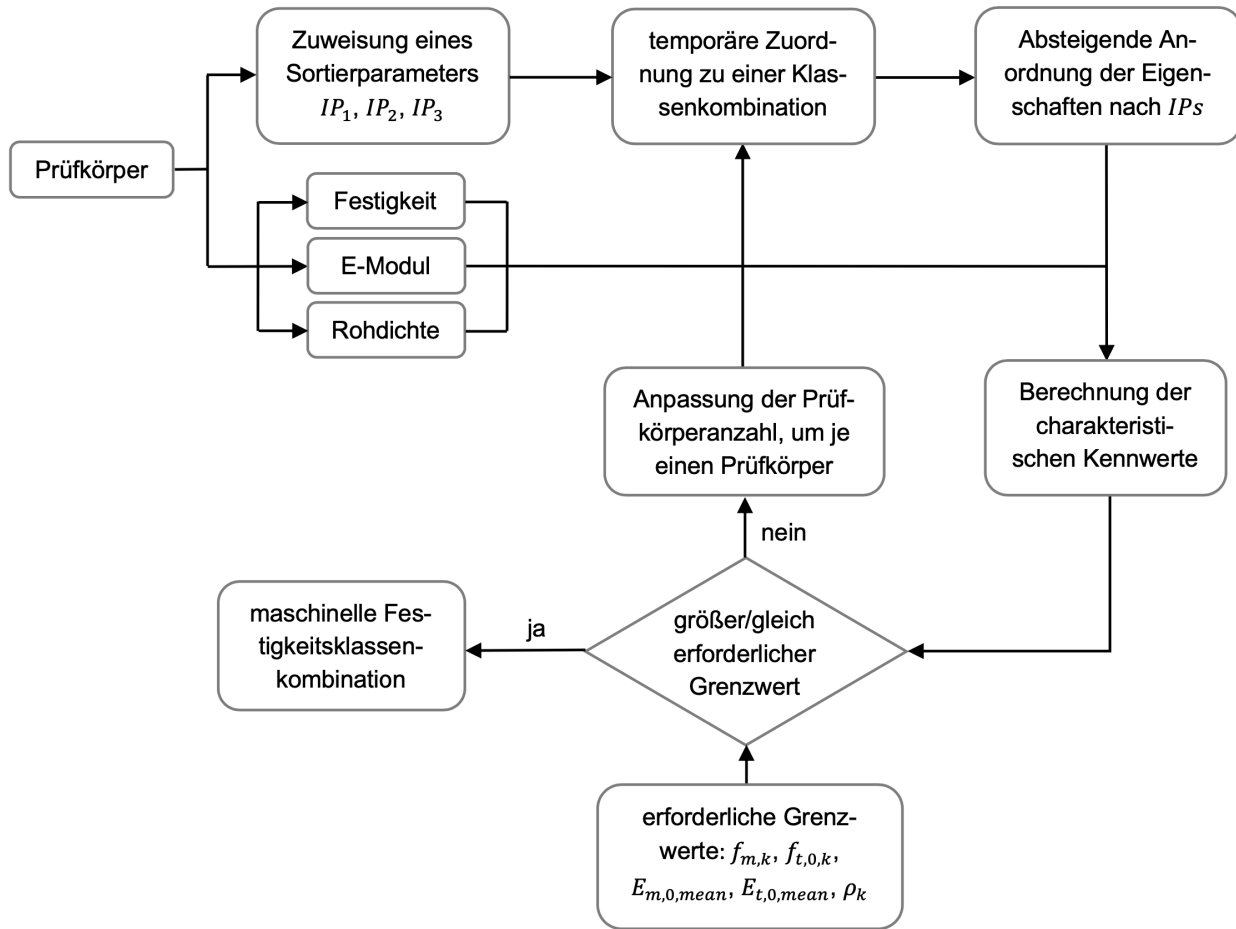 Zuweisung eines
Sortierparameters
IP₁, IP₂, IP₃
temporäre Zuord-
nung zu einer Klas-
senkombination
Absteigende An-
ordnung der Eigen-
schaften nach IPs
Prüfkörper
Festigkeit
E-Modul
Rohdichte
Anpassung der Prüf-
körperanzahl, um je
einen Prüfkörper
Berechnung der
charakteristi-
schen Kennwerte
nein
maschinelle Fes-
tigkeitsklassen-
kombination
ja
größer/gleich
erforderlicher
Grenzwert
erforderliche Grenz-
werte: f_{m,k}, f_{t,0,k},
E_{m,0,mean}, E_{t,0,mean}, ρ_k